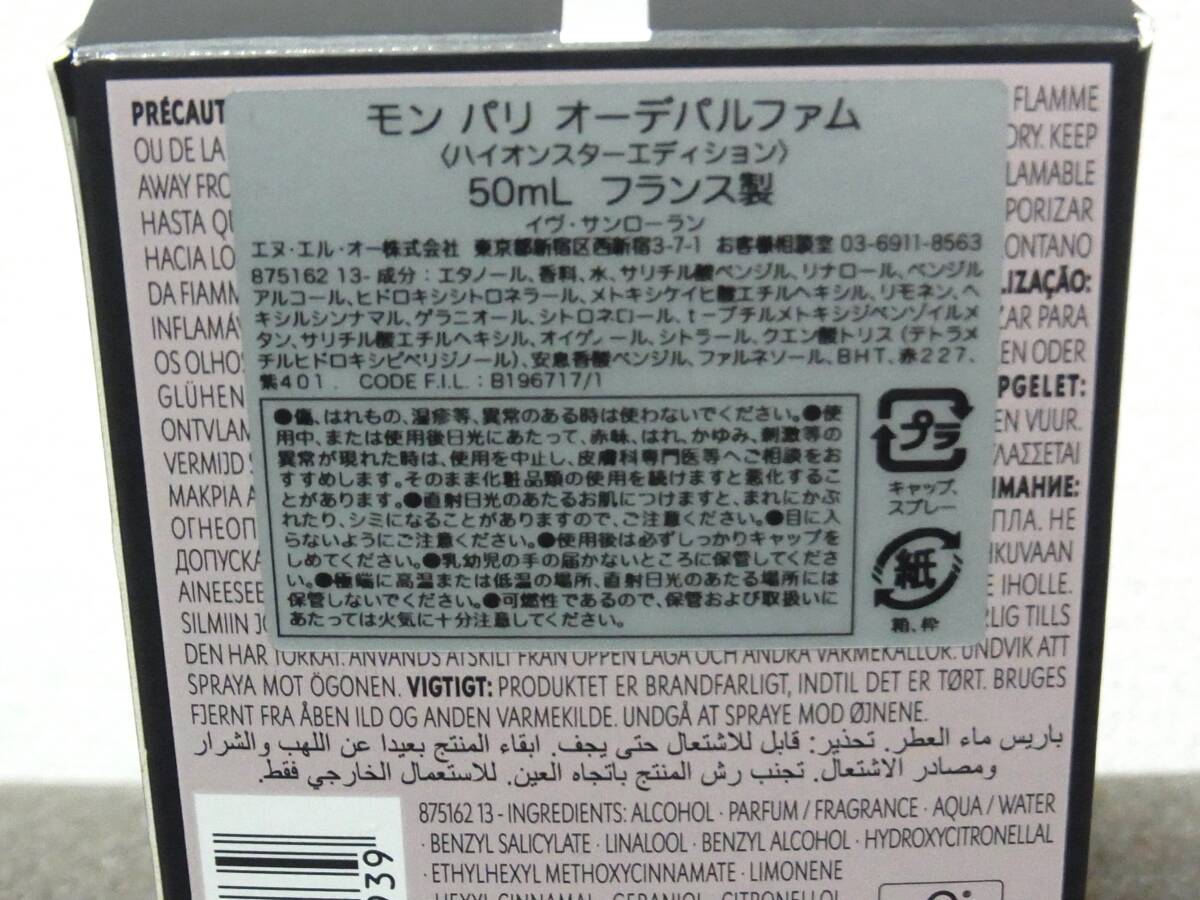 モン パリ オーデパルファム
〈ハイオンスターエディション〉
50mL フランス製
イヴ・サンローラン
エヌ・エル・オー株式会社 東京都新宿区西新宿3-7-1 お客様相談室 03-6911-8563
875162 13- 成分：エタノール、香料、水、サリチル酸ベンジル、リナロール、ベンジル
アルコール、ヒドロキシシトロネラール、メトキシケイヒ酸エチルヘキシル、リモネン、ヘ
キシルシンナマル、ゲラニオール、シトロネロール、t－ブチルメトキシジベンゾイルメ
タン、サリチル酸エチルヘキシル、オイゲノール、シトラール、クエン酸トリス（テトラメ
チルヒドロキシピペリジノール）、安息香酸ベンジル、ファルネソール、BHT、赤227、
紫401 CODE F.I.L. : B196717/1
●傷、はれもの、湿疹等、異常のある時は使わないでください。●使
用中、または使用後日光にあたって、赤味、はれ、かゆみ、刺激等の
異常が現れた時は、使用を中止し、皮膚科専門医等へご相談をお
すすめします。そのまま化粧品類の使用を続けますと悪化するこ
とがあります。●直射日光のあたるお肌につけますと、まれにかぶ
れたり、シミになることがありますので、ご注意ください。●目に入
らないようにご注意ください。●使用後は必ずしっかりキャップを
しめてください。●乳幼児の手の届かないところに保管してくださ
い。●極端に高温または低温の場所、直射日光のあたる場所には
保管しないでください。●可燃性であるので、保管および取扱いに
あたっては火気に十分注意してください。
プラ
キャップ、
スプレー
紙
箱、枠
PRÉCAUT FLAMME
OU DE LA DRY. KEEP
AWAY FRO LAMABLE
HASTA QU PORIZAR
HACIA LO ONTANO
DA FIAMM LIZAÇÃO:
INFLAMÁV ZAR PARA
OS OLHOS EN ODER
GLÜHEN PGELET:
ONTVLAM EN VUUR.
VERMIJD S ΛΑΣΣΕΤΑΙ
ΜΑΚΡΙΑ Α ИМАНИЕ:
ОГНЕОП ПЛА. НЕ
ДОПУСКА IKUVAAN
AINEESEE IHOLLE.
SILMIIN JO RLIG TILLS
DEN HAR TORKAT. ANVÄNDS ATSKILT FRÅN ÖPPEN LÅGA OCH ANDRA VÄRMEKÄLLOR. UNDVIK ATT
SPRAYA MOT ÖGONEN. VIGTIGT: PRODUKTET ER BRANDFARLIGT, INDTIL DET ER TØRT. BRUGES
FJERNT FRA ÅBEN ILD OG ANDEN VARMEKILDE. UNDGÅ AT SPRAYE MOD ØJNENE.
باريس ماء العطر. تحذير: قابل للاشتعال حتى يجف. ابقاء المنتج بعيدا عن اللهب والشرار
ومصادر الاشتعال. تجنب رش المنتج باتجاه العين. للاستعمال الخارجي فقط.
875162 13 - INGREDIENTS: ALCOHOL · PARFUM / FRAGRANCE · AQUA / WATER
· BENZYL SALICYLATE · LINALOOL · BENZYL ALCOHOL · HYDROXYCITRONELLAL
· ETHYLHEXYL METHOXYCINNAMATE · LIMONENE
· HEXYL CINNAMAL · GERANIOL · CITRONELLOL
39